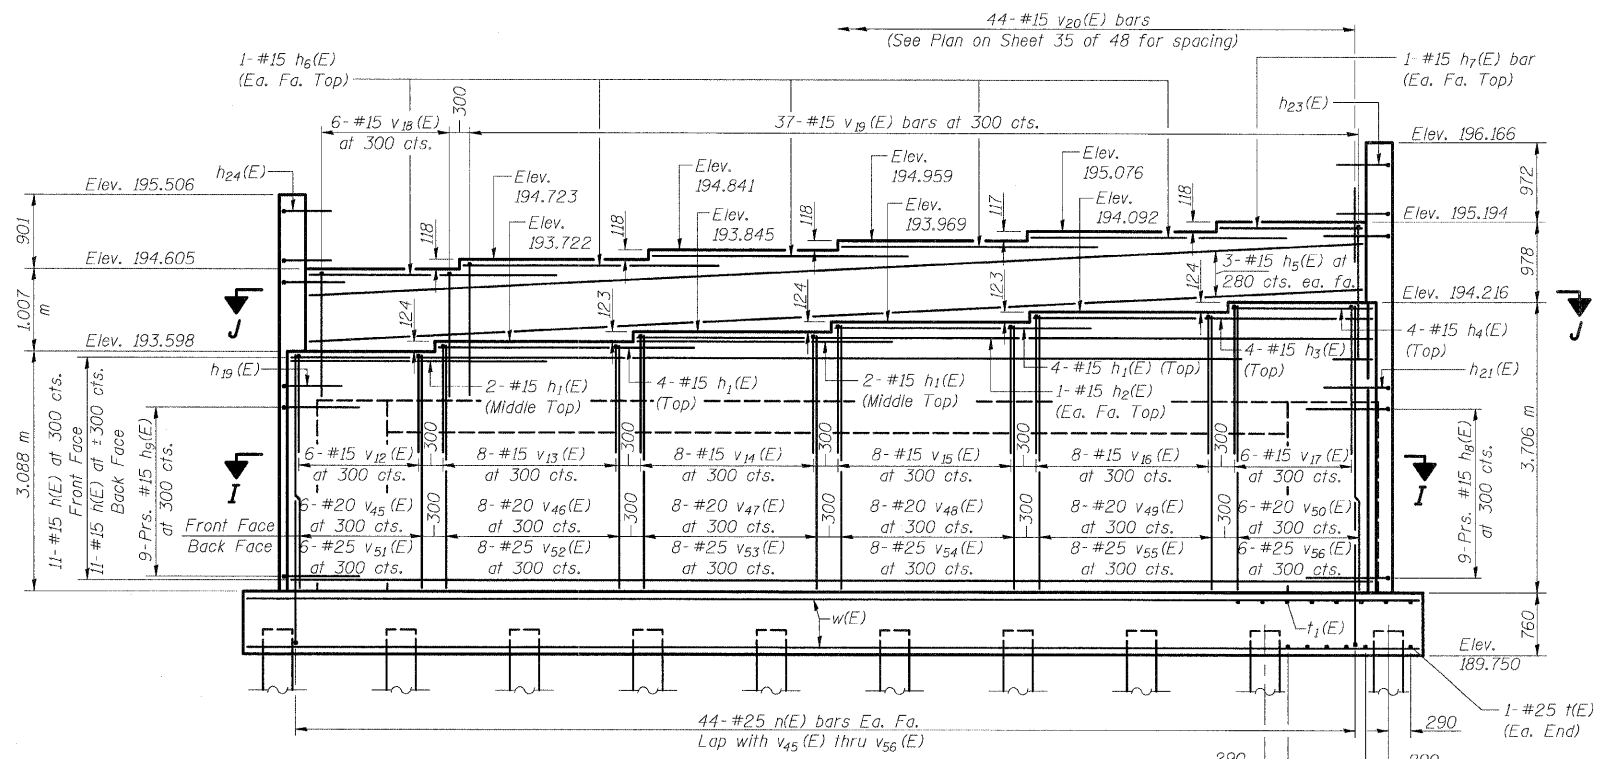 44-#15 v20(E) bars
(See Plan on Sheet 35 of 48 for spacing)
1-#15 h6(E)
(Ea. Fa. Top)
1-#15 h7(E) bar
(Ea. Fa. Top)
300
6-#15 v18(E)
at 300 cts.
37-#15 v19(E) bars at 300 cts.
h23(E)
Elev. 196.166
h24(E)
Elev. 195.506
Elev.
194.723
Elev.
194.841
Elev.
194.959
Elev.
195.076
972
901
118
118
118
117
118
Elev. 195.194
Elev.
193.722
Elev.
193.845
Elev.
193.969
Elev.
194.092
Elev. 194.605
3-#15 h5(E) at
280 cts. ea. fa.
978
1.007
m
124
123
124
123
124
Elev. 194.216
J
J
Elev. 193.598
4-#15 h4(E)
(Top)
4-#15 h3(E)
(Top)
h19(E)
2-#15 h1(E)
(Middle Top)
4-#15 h1(E)
(Top)
2-#15 h1(E)
(Middle Top)
4-#15 h1(E) (Top)
1-#15 h2(E)
(Ea. Fa. Top)
h21(E)
3.088 m
11-#15 h(E) at 300 cts.
Front Face
11-#15 h(E) at ±300 cts.
Back Face
9-Prs. #15 h9(E)
at 300 cts.
9-Prs. #15 h8(E)
at 300 cts.
3.706 m
I
I
300
300
300
300
300
6-#15 v12(E)
at 300 cts.
8-#15 v13(E)
at 300 cts.
8-#15 v14(E)
at 300 cts.
8-#15 v15(E)
at 300 cts.
8-#15 v16(E)
at 300 cts.
6-#15 v17(E)
at 300 cts.
300
300
300
300
300
6-#20 v45(E)
at 300 cts.
8-#20 v46(E)
at 300 cts.
8-#20 v47(E)
at 300 cts.
8-#20 v48(E)
at 300 cts.
8-#20 v49(E)
at 300 cts.
6-#20 v50(E)
at 300 cts.
Front Face
Back Face
6-#25 v51(E)
at 300 cts.
8-#25 v52(E)
at 300 cts.
8-#25 v53(E)
at 300 cts.
8-#25 v54(E)
at 300 cts.
8-#25 v55(E)
at 300 cts.
6-#25 v56(E)
at 300 cts.
w(E)
t1(E)
760
Elev.
189.750
44-#25 n(E) bars Ea. Fa.
Lap with v45(E) thru v56(E)
1-#25 t(E)
(Ea. End)
290